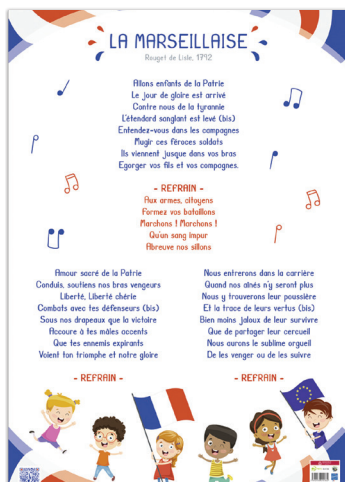 LA MARSEILLAISE
Rouget de Lisle, 1792
Allons enfants de la Patrie
Le jour de gloire est arrivé
Contre nous de la tyrannie
L'étendard sanglant est levé (bis)
Entendez-vous dans les campagnes
Mugir ces féroces soldats
Ils viennent jusque dans vos bras
Egorger vos fils et vos compagnes.
- REFRAIN -
Aux armes, citoyens
Formez vos bataillons
Marchons ! Marchons !
Qu'un sang impur
Abreuve nos sillons
Amour sacré de la Patrie
Conduis, soutiens nos bras vengeurs
Liberté, Liberté chérie
Combats avec tes défenseurs (bis)
Sous nos drapeaux que la victoire
Accoure à tes mâles accents
Que tes ennemis expirants
Voient ton triomphe et notre gloire
- REFRAIN -
Nous entrerons dans la carrière
Quand nos aînés n'y seront plus
Nous y trouverons leur poussière
Et la trace de leurs vertus (bis)
Bien moins jaloux de leur survivre
Que de partager leur cercueil
Nous aurons le sublime orgueil
De les venger ou de les suivre
- REFRAIN -